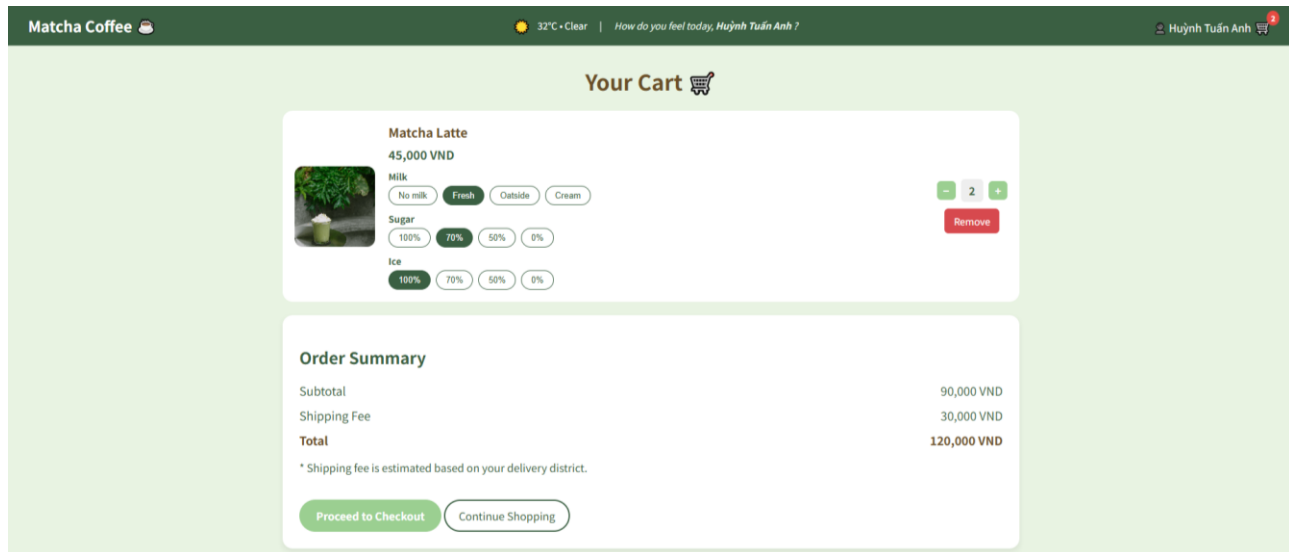 Matcha Coffee
32°C • Clear | How do you feel today, Huỳnh Tuấn Anh ?
Huỳnh Tuấn Anh 2
Your Cart
Matcha Latte
45,000 VND
Milk
No milk Fresh Oatside Cream
Sugar
100% 70% 50% 0%
Ice
100% 70% 50% 0%
- 2 +
Remove
Order Summary
Subtotal 90,000 VND
Shipping Fee 30,000 VND
Total 120,000 VND
* Shipping fee is estimated based on your delivery district.
Proceed to Checkout Continue Shopping